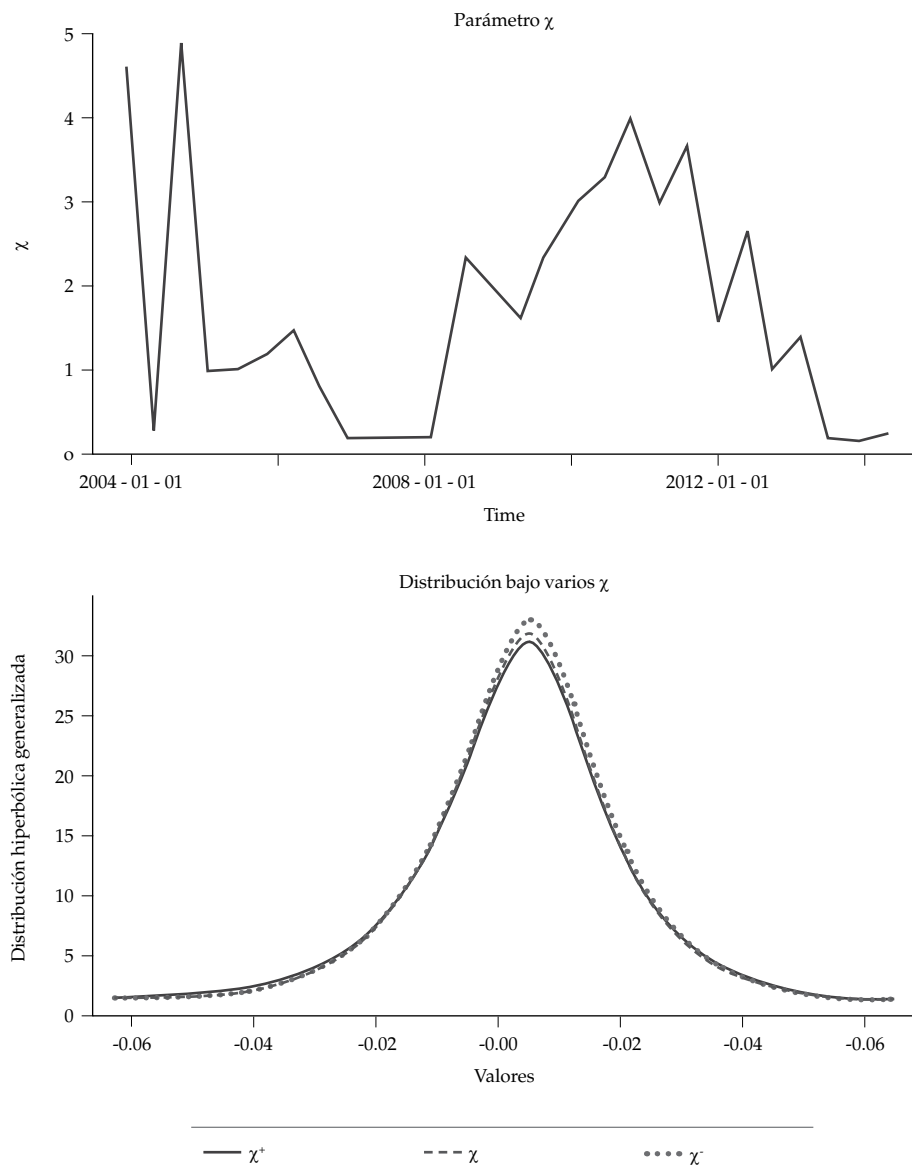 Parámetro χ
5
4
3
2
1
o
χ
2004 - 01 - 01
2008 - 01 - 01
2012 - 01 - 01
Time
Distribución bajo varios χ
Distribución hiperbólica generalizada
30
25
20
15
10
5
0
-0.06 -0.04 -0.02 -0.00 -0.02 -0.04 -0.06
Valores
χ+ χ χ-